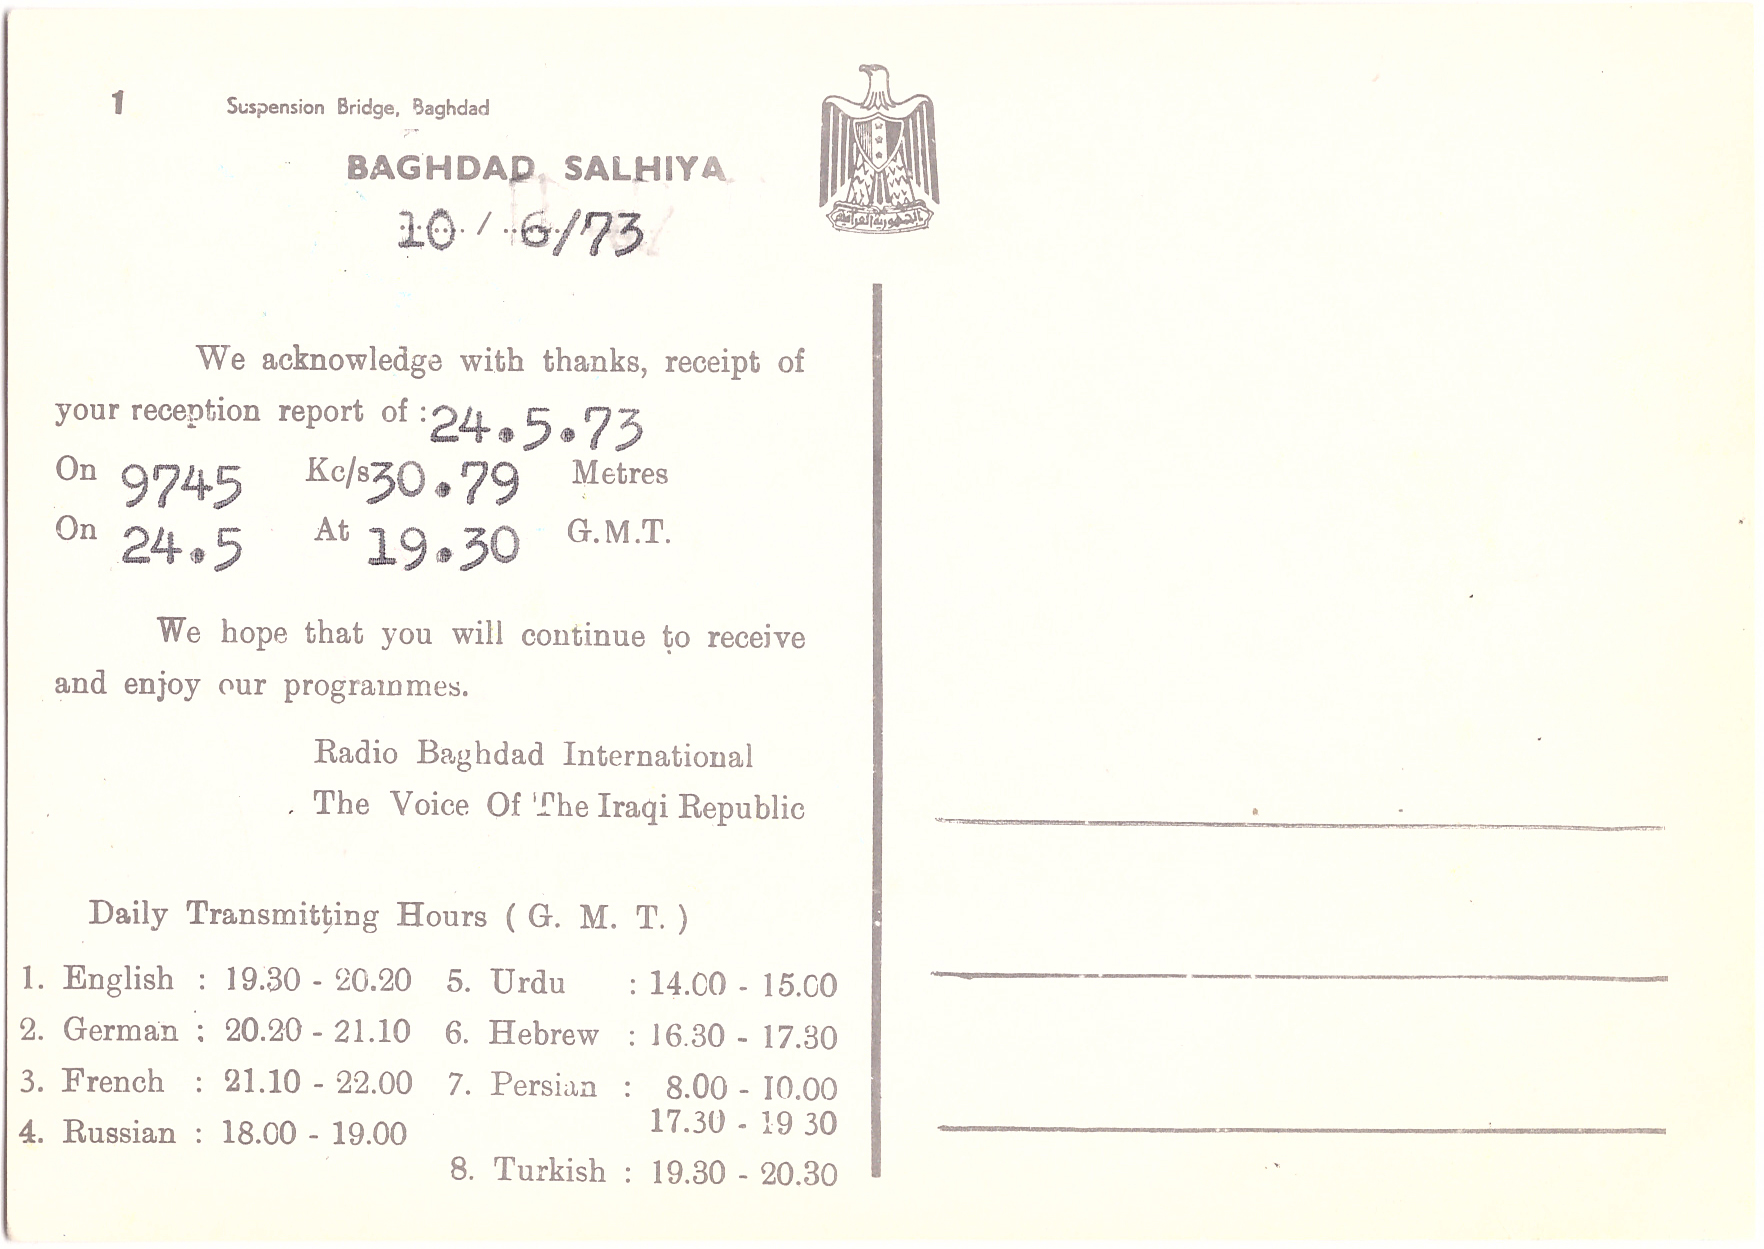 1 Suspension Bridge, Baghdad
BAGHDAD, SALHIYA
10 / 6/73
الجمهورية العراقية
We acknowledge with thanks, receipt of
your reception report of : 24.5.73
On 9745 Kc/s 30.79 Metres
On 24.5 At 19.30 G.M.T.
We hope that you will continue to receive
and enjoy our programmes.
Radio Baghdad International
The Voice Of The Iraqi Republic
Daily Transmitting Hours ( G. M. T. )
1. English : 19.30 - 20.20
2. German : 20.20 - 21.10
3. French : 21.10 - 22.00
4. Russian : 18.00 - 19.00
5. Urdu : 14.00 - 15.00
6. Hebrew : 16.30 - 17.30
7. Persian : 8.00 - 10.00
17.30 - 19 30
8. Turkish : 19.30 - 20.30